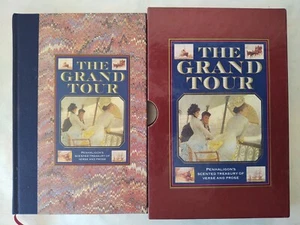 THE
GRAND
TOUR
PENHALIGON'S
SCENTED TREASURY OF
VERSE AND PROSE
THE
GRAND
TOUR
PENHALIGON'S
SCENTED TREASURY OF
VERSE AND PROSE